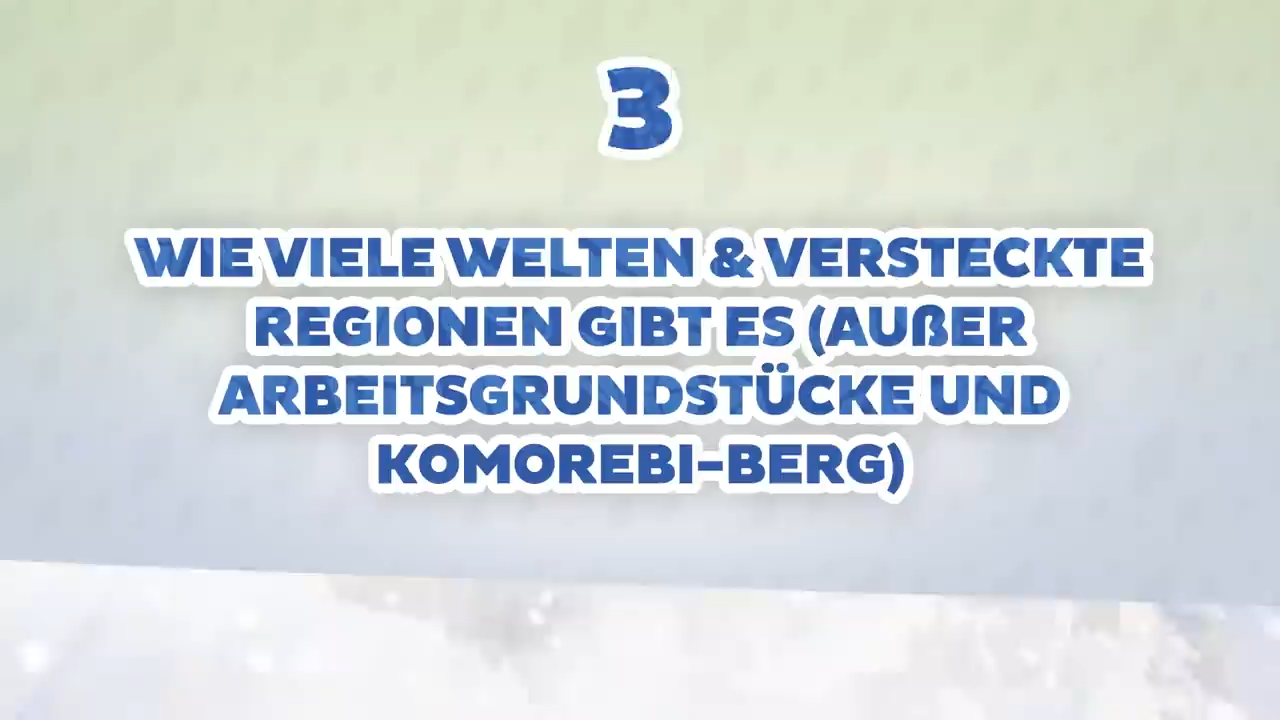 3
WIE VIELE WELTEN & VERSTECKTE
REGIONEN GIBT ES (AUßER
ARBEITSGRUNDSTÜCKE UND
KOMOREBI-BERG)